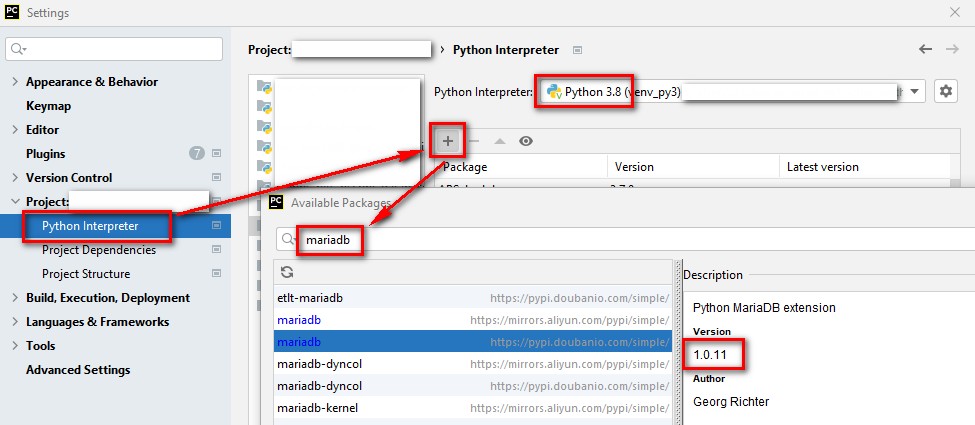 PC Settings
Project: › Python Interpreter
Appearance & Behavior
Keymap
Editor
Plugins 7
Version Control
Project:
Python Interpreter
Project Dependencies
Project Structure
Build, Execution, Deployment
Languages & Frameworks
Tools
Advanced Settings
Python Interpreter: Python 3.8 (venv_py3)
Package Version Latest version
PC Available Packages
mariadb
etlt-mariadb https://pypi.doubanio.com/simple/
mariadb https://mirrors.aliyun.com/pypi/simple/
mariadb https://pypi.doubanio.com/simple/
mariadb-dyncol https://mirrors.aliyun.com/pypi/simple/
mariadb-dyncol https://pypi.doubanio.com/simple/
mariadb-kernel https://mirrors.aliyun.com/pypi/simple/
Description
Python MariaDB extension
Version
1.0.11
Author
Georg Richter